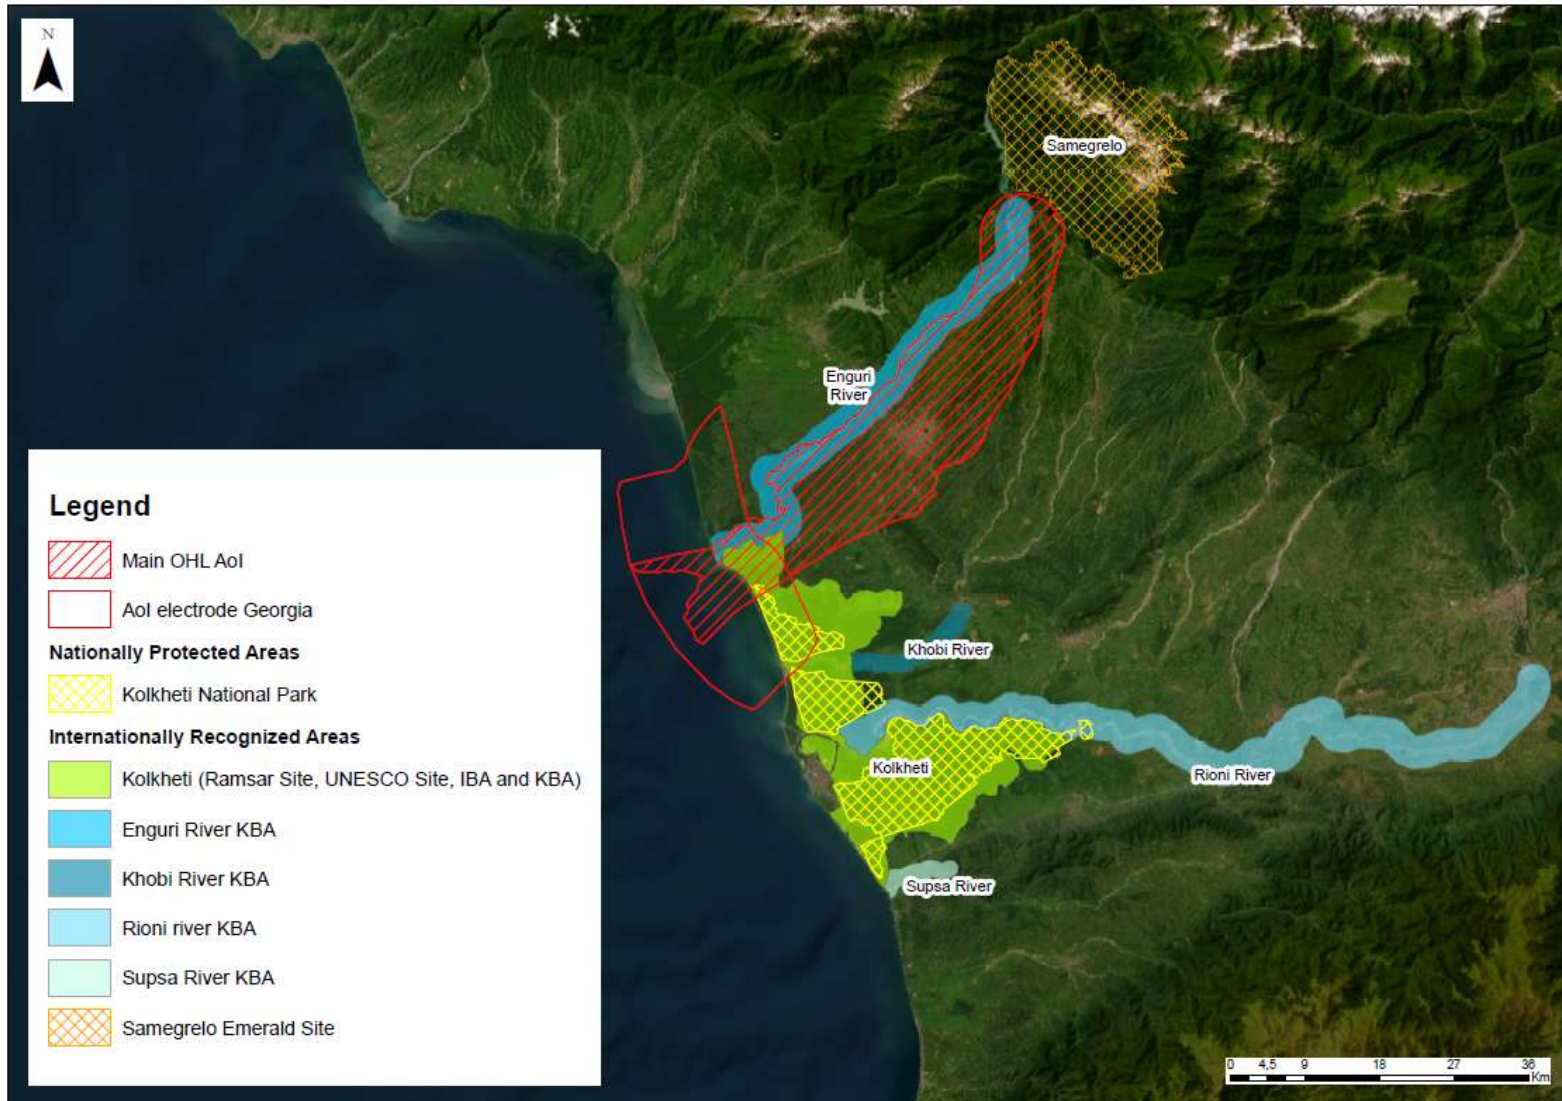 N
Samegrelo
Enguri
River
Khobi River
Kolkheti
Rioni River
Supsa River
Legend
Main OHL AoI
AoI electrode Georgia
Nationally Protected Areas
Kolkheti National Park
Internationally Recognized Areas
Kolkheti (Ramsar Site, UNESCO Site, IBA and KBA)
Enguri River KBA
Khobi River KBA
Rioni river KBA
Supsa River KBA
Samegrelo Emerald Site
0 4,5 9 18 27 36
Km